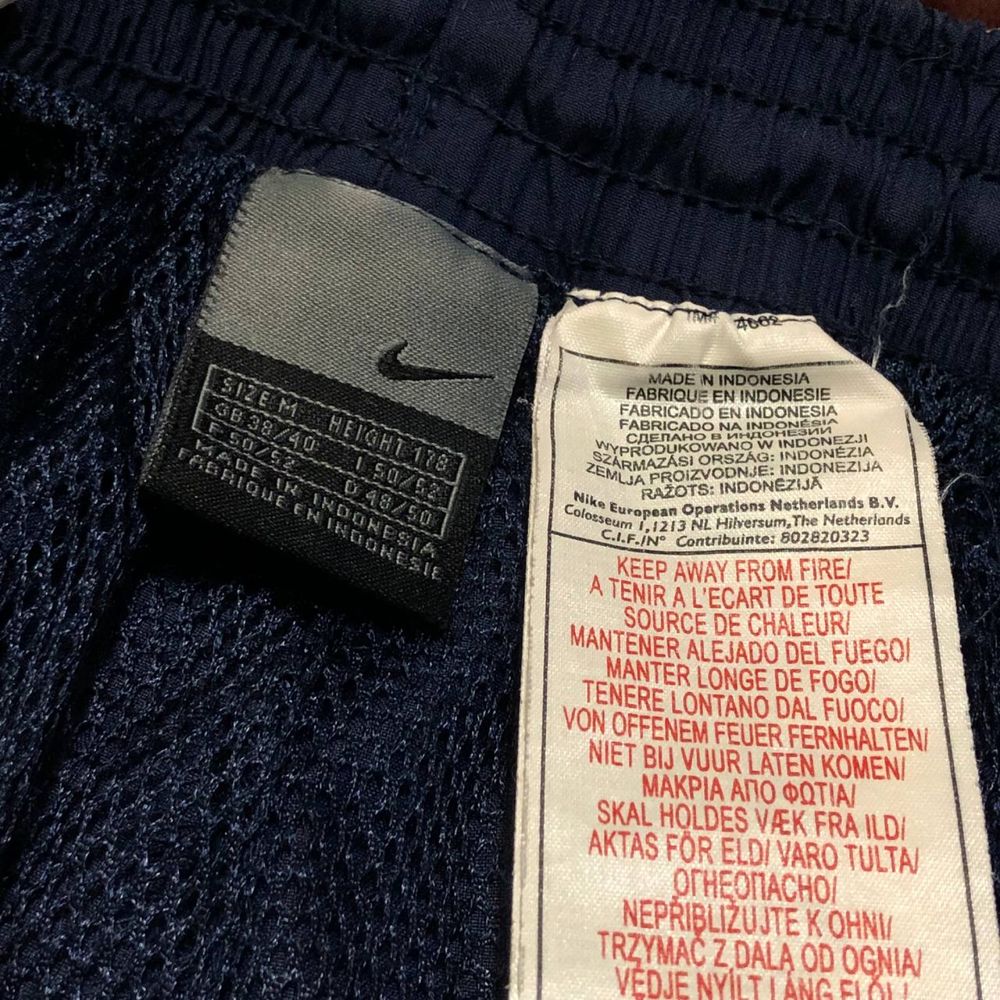 SIZE M HEIGHT 178
GB 38/40 I 50/52
F 50/52 D 48/50
MADE IN INDONESIA
FABRIQUE EN INDONESIE
4662
MADE IN INDONESIA
FABRIQUE EN INDONESIE
FABRICADO EN INDONESIA
FABRICADO NA INDONÉSIA
СДЕЛАНО В ИНДОНЕЗИИ
WYPRODUKOWANO W INDONEZJI
SZÁRMAZÁSI ORSZÁG: INDONÉZIA
ZEMLJA PROIZVODNJE: INDONEZIJA
RAŽOTS: INDONĒZIJĀ
Nike European Operations Netherlands B.V.
Colosseum 1, 1213 NL Hilversum, The Netherlands
C.I.F./N° Contribuinte: 802820323
KEEP AWAY FROM FIRE/
A TENIR A L'ECART DE TOUTE
SOURCE DE CHALEUR/
MANTENER ALEJADO DEL FUEGO/
MANTER LONGE DE FOGO/
TENERE LONTANO DAL FUOCO/
VON OFFENEM FEUER FERNHALTEN/
NIET BIJ VUUR LATEN KOMEN/
ΜΑΚΡΙΑ ΑΠΟ ΦΩΤΙΑ/
SKAL HOLDES VÆK FRA ILD/
AKTAS FÖR ELD/ VARO TULTA/
ОГНЕОПАСНО/
NEPŘIBLIŽUJTE K OHNI/
TRZYMAĆ Z DALA OD OGNIA/
VÉDJE NYÍLT LÁNG ELŐL/